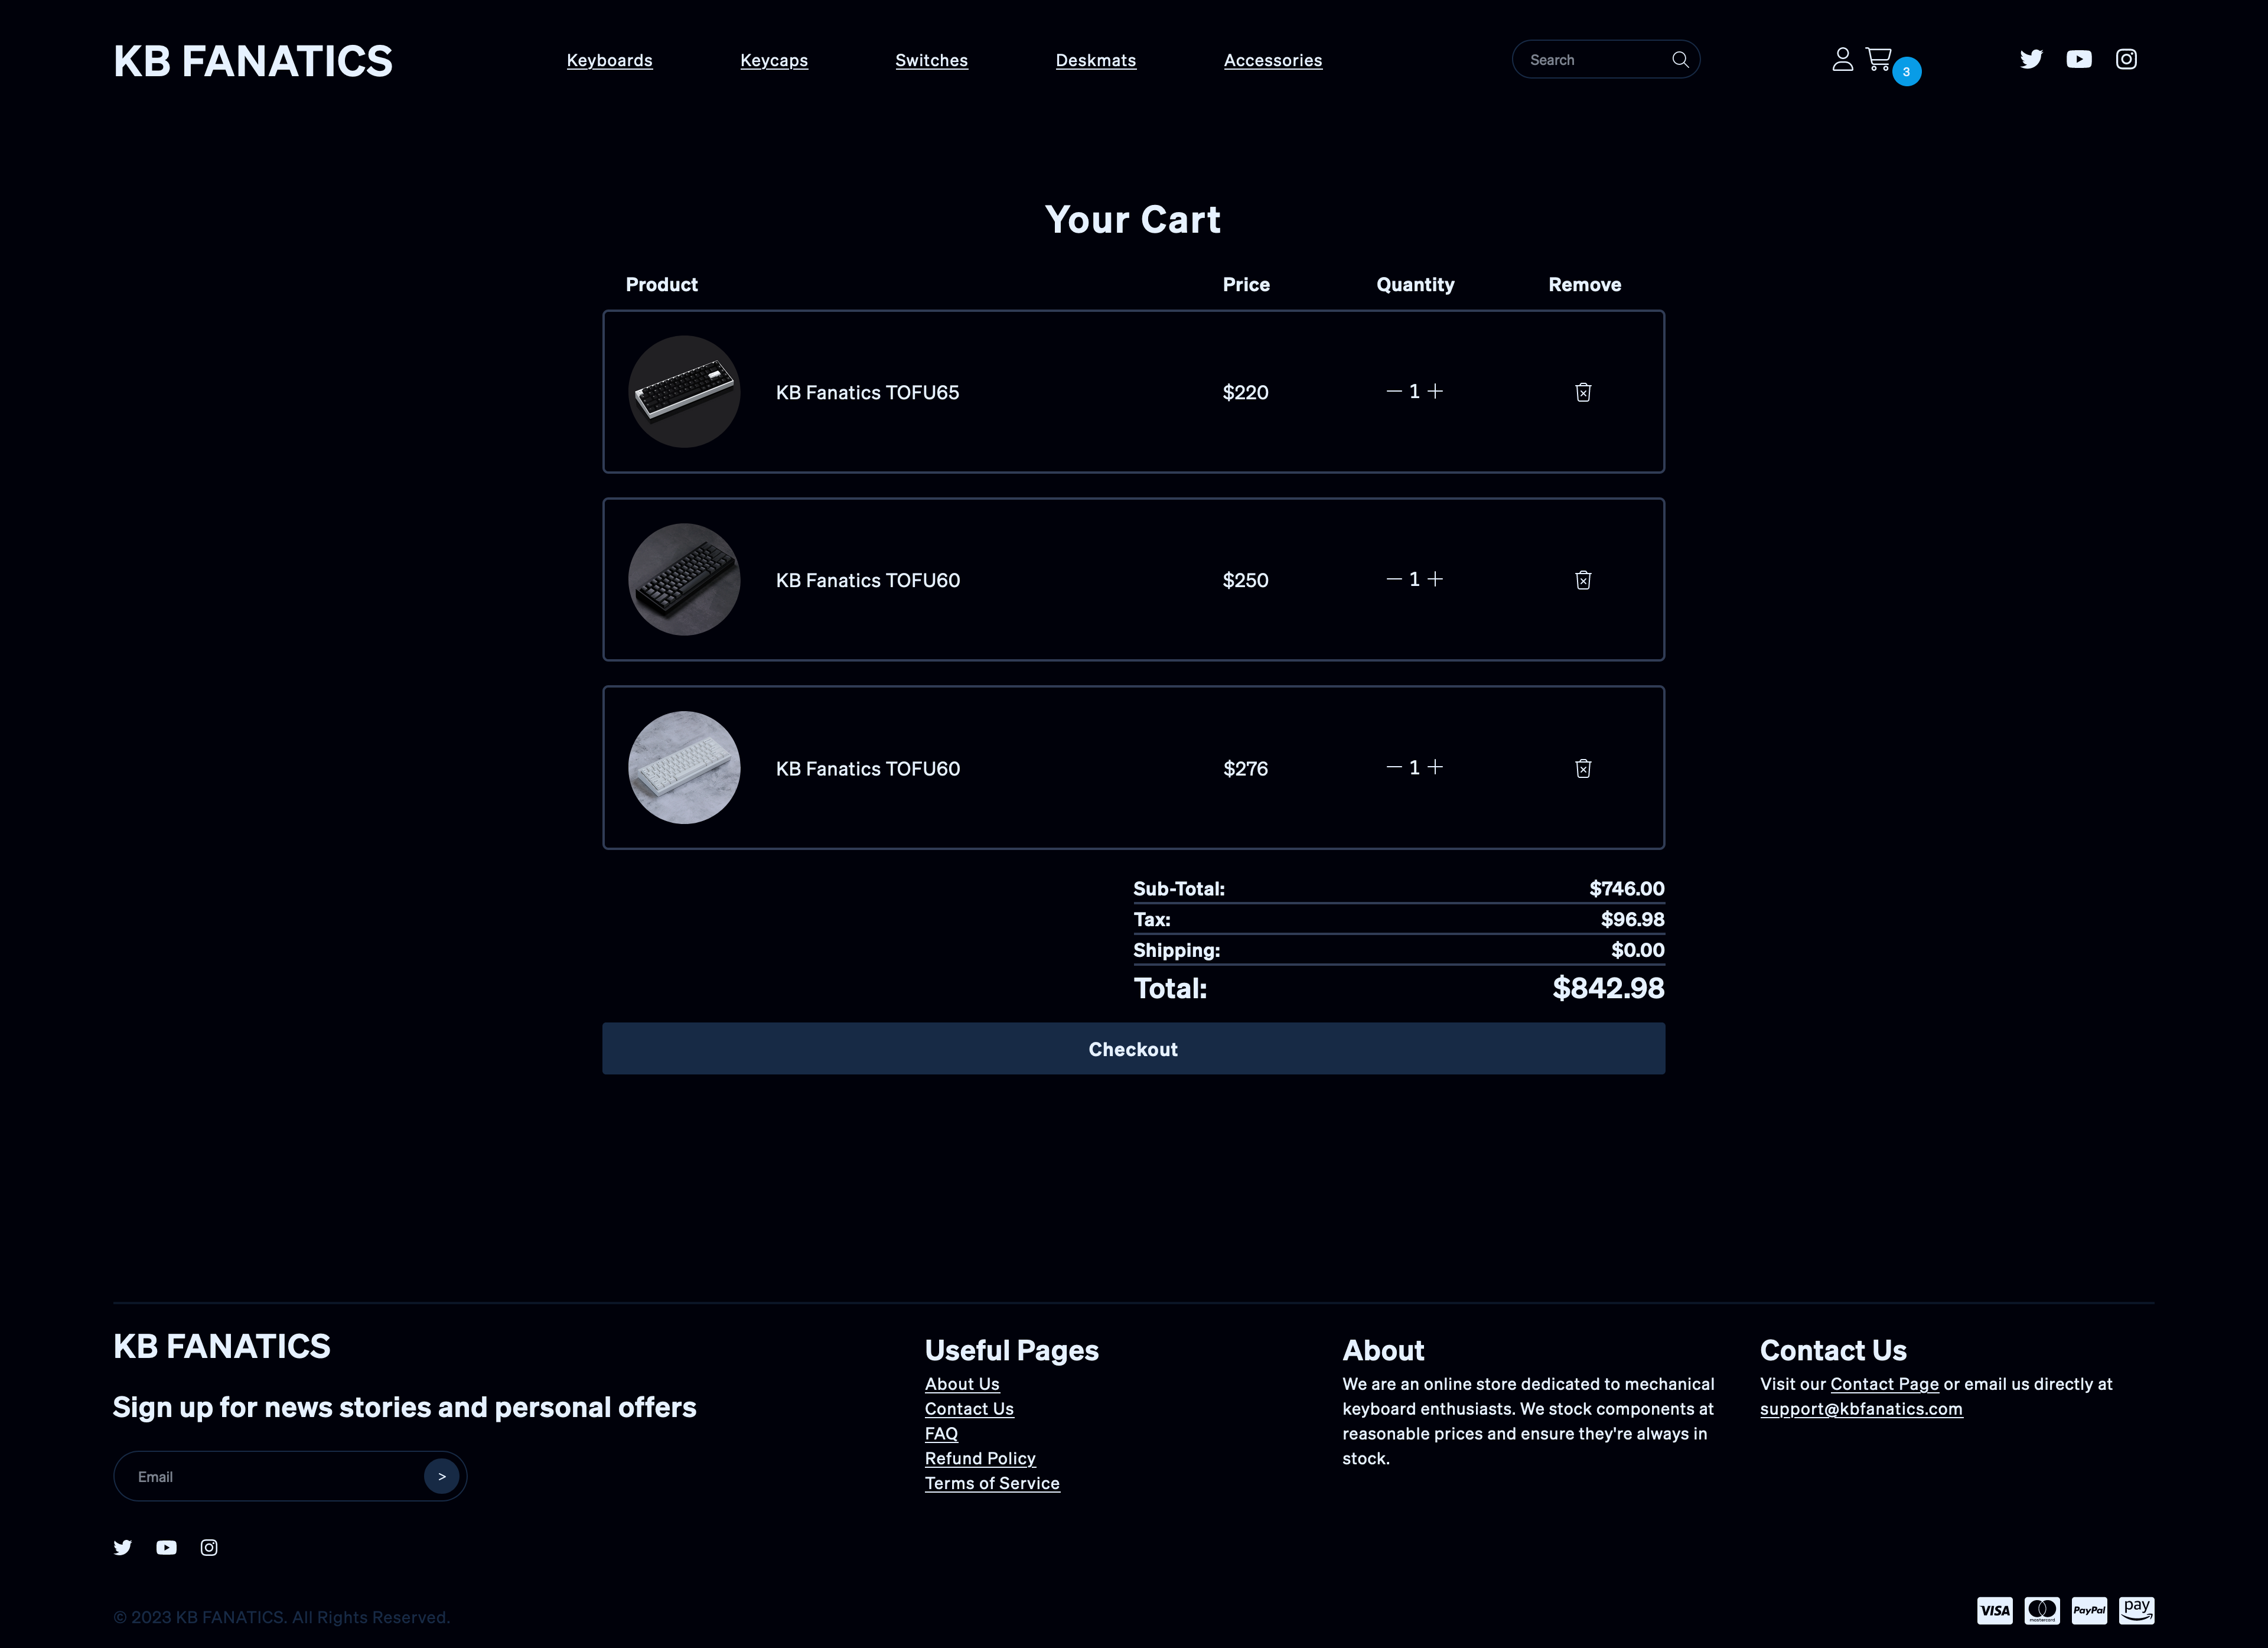 KB FANATICS
Keyboards
Keycaps
Switches
Deskmats
Accessories
Search
3
Your Cart
Product Price Quantity Remove
KB Fanatics TOFU65 $220 1
KB Fanatics TOFU60 $250 1
KB Fanatics TOFU60 $276 1
Sub-Total: $746.00
Tax: $96.98
Shipping: $0.00
Total: $842.98
Checkout
KB FANATICS
Sign up for news stories and personal offers
Email >
Useful Pages
About Us
Contact Us
FAQ
Refund Policy
Terms of Service
About
We are an online store dedicated to mechanical
keyboard enthusiasts. We stock components at
reasonable prices and ensure they're always in
stock.
Contact Us
Visit our Contact Page or email us directly at
support@kbfanatics.com
© 2023 KB FANATICS. All Rights Reserved.
VISA
mastercard
PayPal
pay